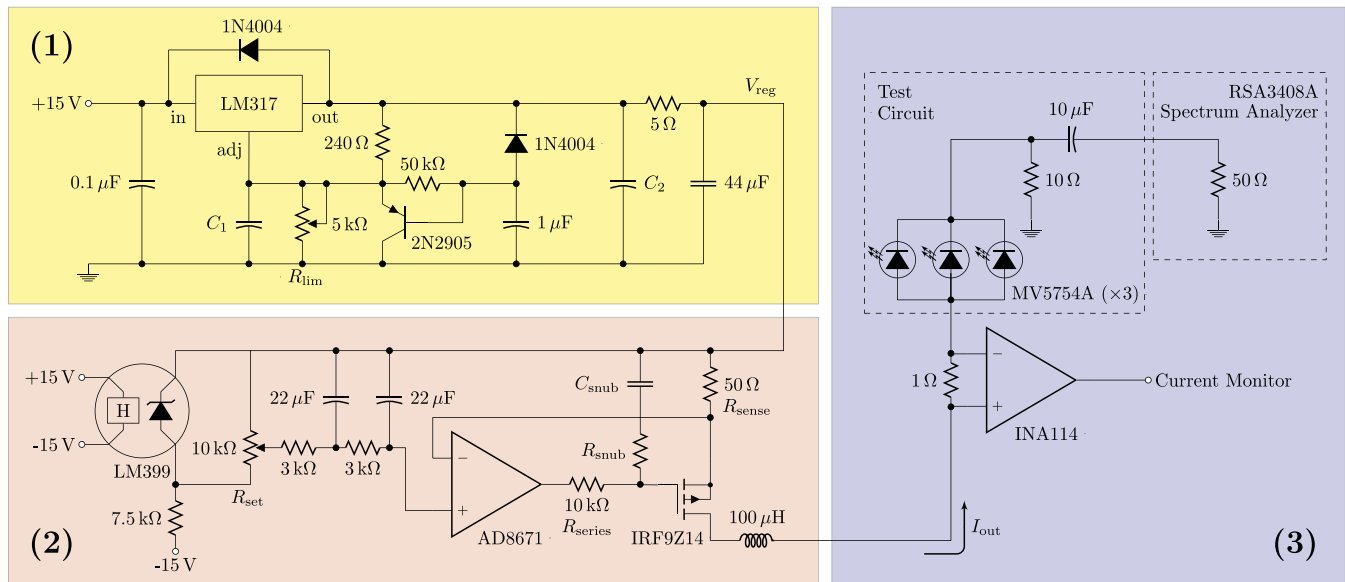 (1)
1N4004
+15 V
in
LM317
out
adj
V_reg
5 Ω
240 Ω
1N4004
50 kΩ
0.1 μF
C_1
5 kΩ
2N2905
1 μF
C_2
44 μF
R_lim
(2)
+15 V
H
-15 V
LM399
7.5 kΩ
-15 V
10 kΩ
R_set
22 μF
22 μF
3 kΩ
3 kΩ
−
+
AD8671
C_snub
R_snub
50 Ω
R_sense
10 kΩ
R_series
IRF9Z14
100 μH
(3)
Test
Circuit
10 μF
10 Ω
RSA3408A
Spectrum Analyzer
50 Ω
MV5754A (×3)
1 Ω
−
+
INA114
Current Monitor
I_out